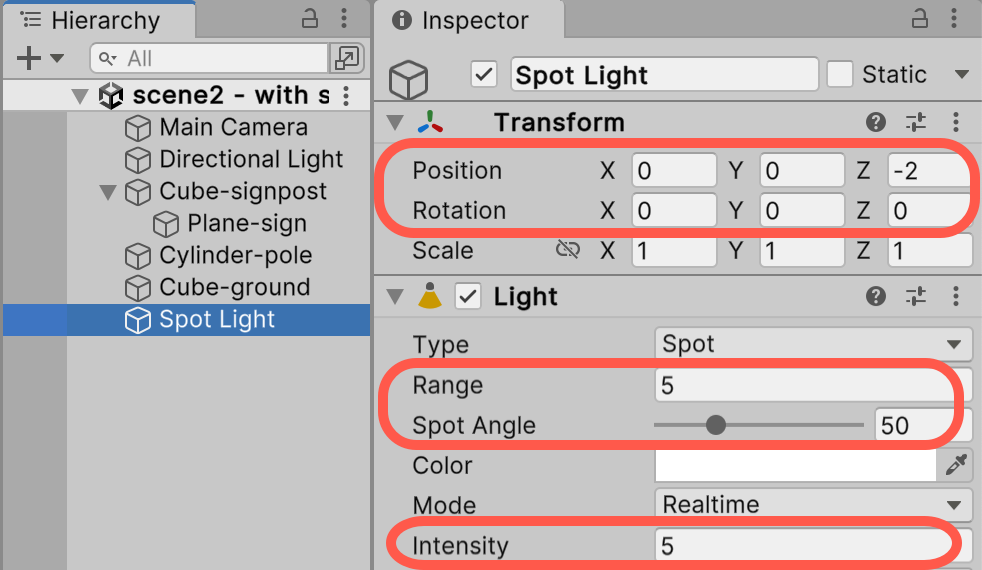 Hierarchy
All
scene2 - with s
Main Camera
Directional Light
Cube-signpost
Plane-sign
Cylinder-pole
Cube-ground
Spot Light
Inspector
Spot Light Static
Transform
Position X 0 Y 0 Z -2
Rotation X 0 Y 0 Z 0
Scale X 1 Y 1 Z 1
Light
Type Spot
Range 5
Spot Angle 50
Color
Mode Realtime
Intensity 5